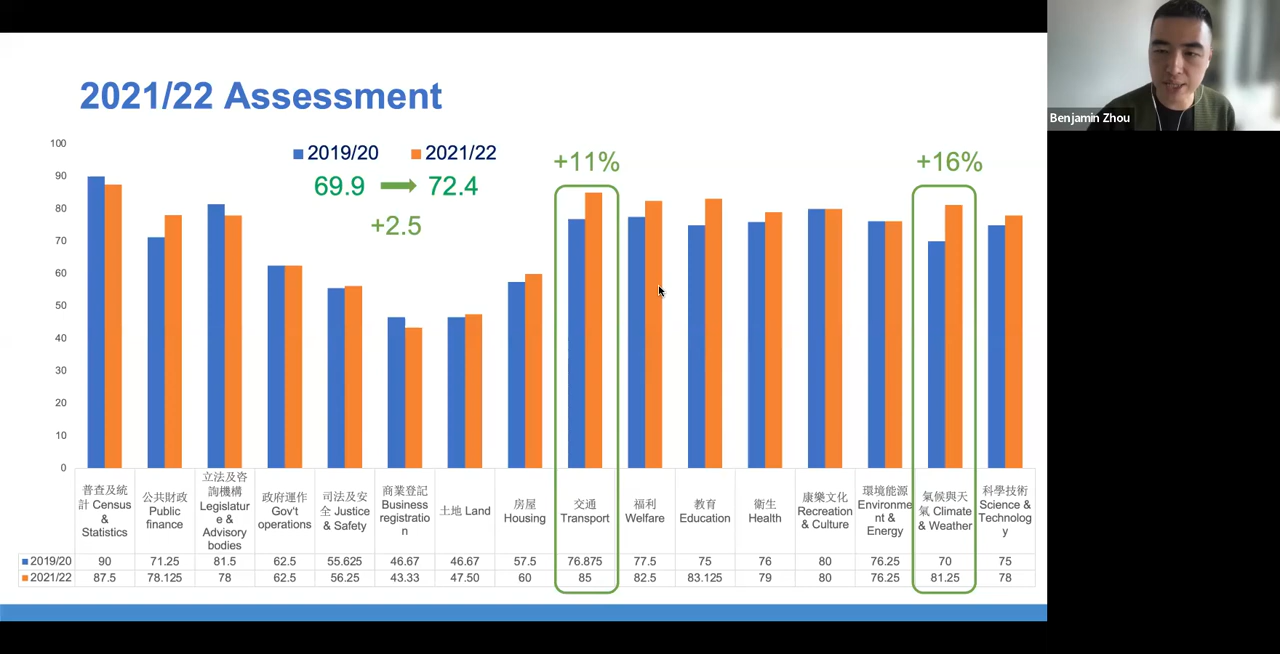 2021/22 Assessment
Benjamin Zhou
2019/20 2021/22
69.9 72.4
+2.5
+11%
+16%
100
90
80
70
60
50
40
30
20
10
0
普查及統
計 Census
&
Statistics
公共財政
Public
finance
立法及咨
詢機構
Legislatur
e &
Advisory
bodies
政府運作
Gov't
operations
司法及安
全 Justice
& Safety
商業登記
Business
registratio
n
土地 Land
房屋
Housing
交通
Transport
福利
Welfare
教育
Education
衞生
Health
康樂文化
Recreation
& Culture
環境能源
Environme
nt &
Energy
氣候與天
氣 Climate
& Weather
科學技術
Science &
Technolog
y
2019/20 90 71.25 81.5 62.5 55.625 46.67 46.67 57.5 76.875 77.5 75 76 80 76.25 70 75
2021/22 87.5 78.125 78 62.5 56.25 43.33 47.50 60 85 82.5 83.125 79 80 76.25 81.25 78